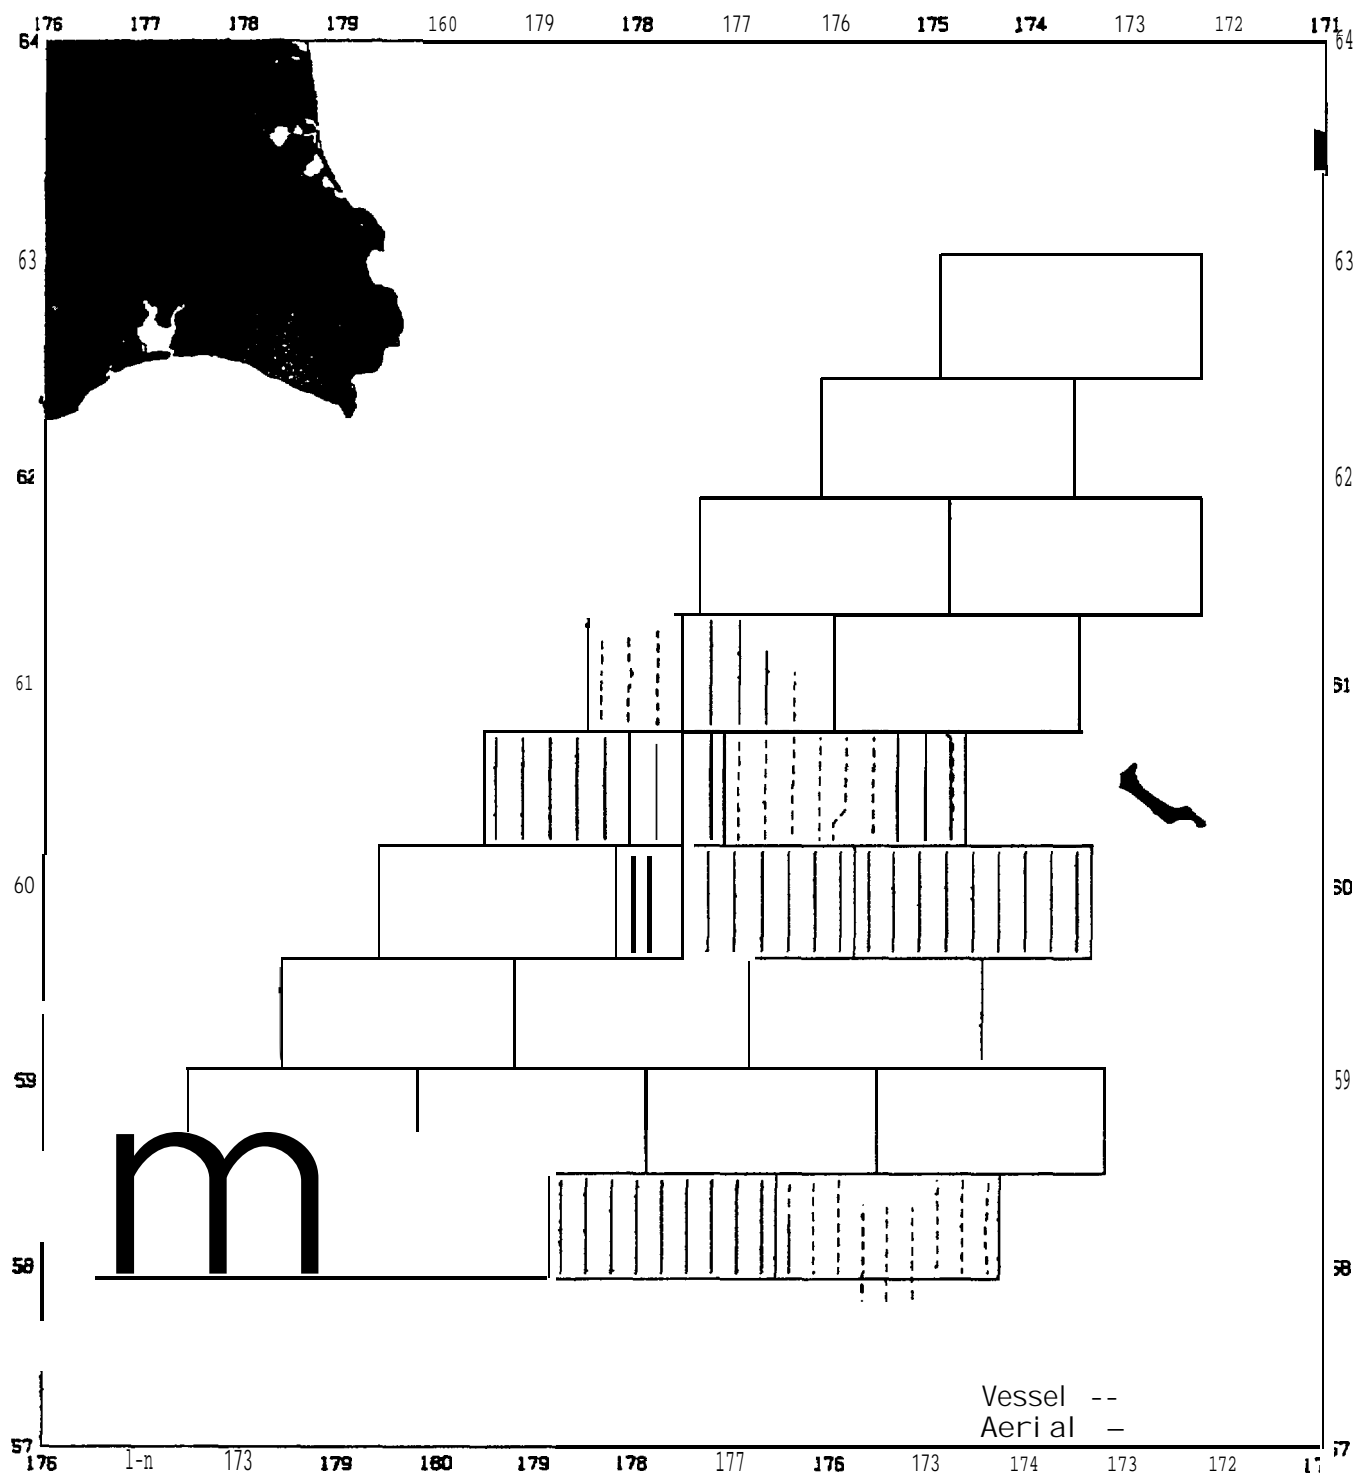 176 177 178 179 160 179 178 177 176 175 174 173 172 171
64 64
63 63
62 62
61 61
60 60
59 59
58 58
m
Vessel --
Aerial —
57 57
176 l-n 173 179 160 179 178 177 176 173 174 173 172